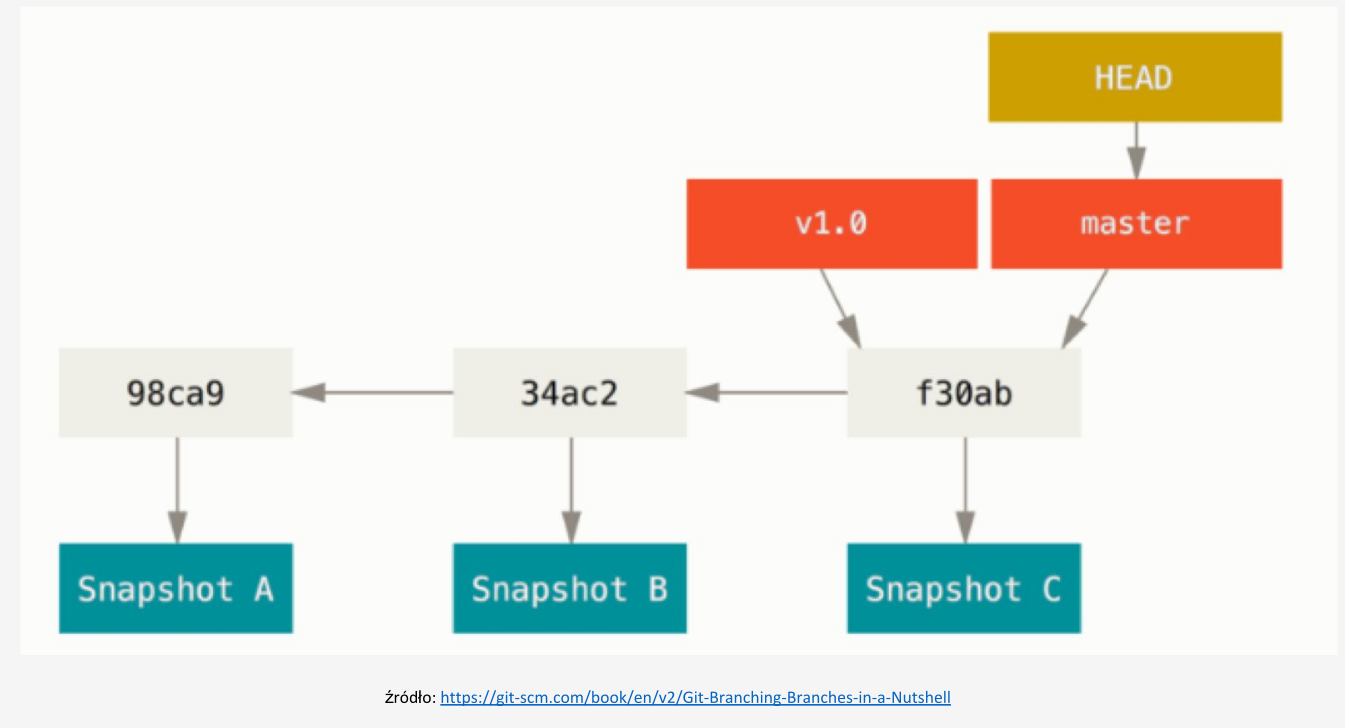 HEAD
v1.0 master
98ca9 34ac2 f30ab
Snapshot A Snapshot B Snapshot C
źródło: https://git-scm.com/book/en/v2/Git-Branching-Branches-in-a-Nutshell